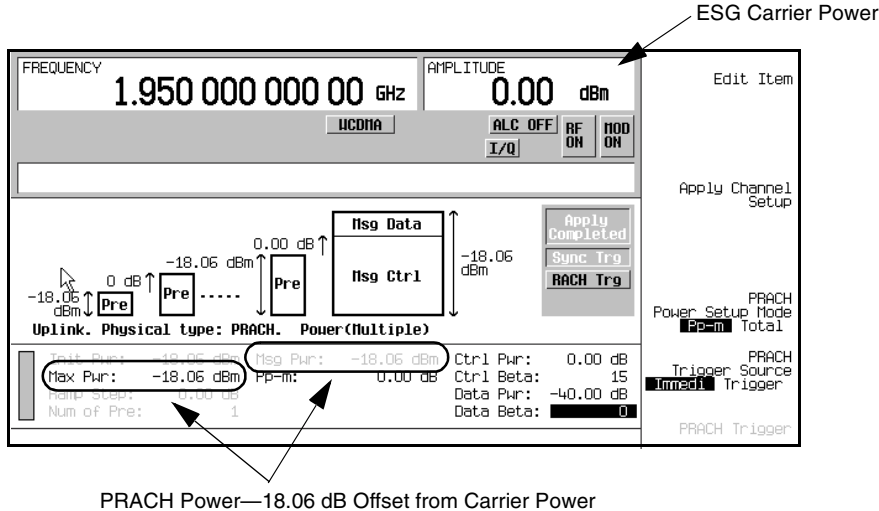 ESG Carrier Power
FREQUENCY
1.950 000 000 00 GHz
AMPLITUDE
0.00 dBm
WCDMA
ALC OFF
I/Q
RF ON
MOD ON
Edit Item
Apply Channel
Setup
PRACH
Power Setup Mode
Pp-m Total
PRACH
Trigger Source
Immedi Trigger
PRACH Trigger
Msg Data
Msg Ctrl
0.00 dB
-18.06 dBm
0 dB
-18.06
dBm
Pre
Pre
.....
Pre
-18.06
dBm
Apply
Completed
Sync Trg
RACH Trg
Uplink. Physical type: PRACH. Power(Multiple)
Init Pwr: -18.06 dBm Msg Pwr: -18.06 dBm Ctrl Pwr: 0.00 dB
Max Pwr: -18.06 dBm Pp-m: 0.00 dB Ctrl Beta: 15
Ramp Step: 0.00 dB Data Pwr: -40.00 dB
Num of Pre: 1 Data Beta: 0
PRACH Power—18.06 dB Offset from Carrier Power